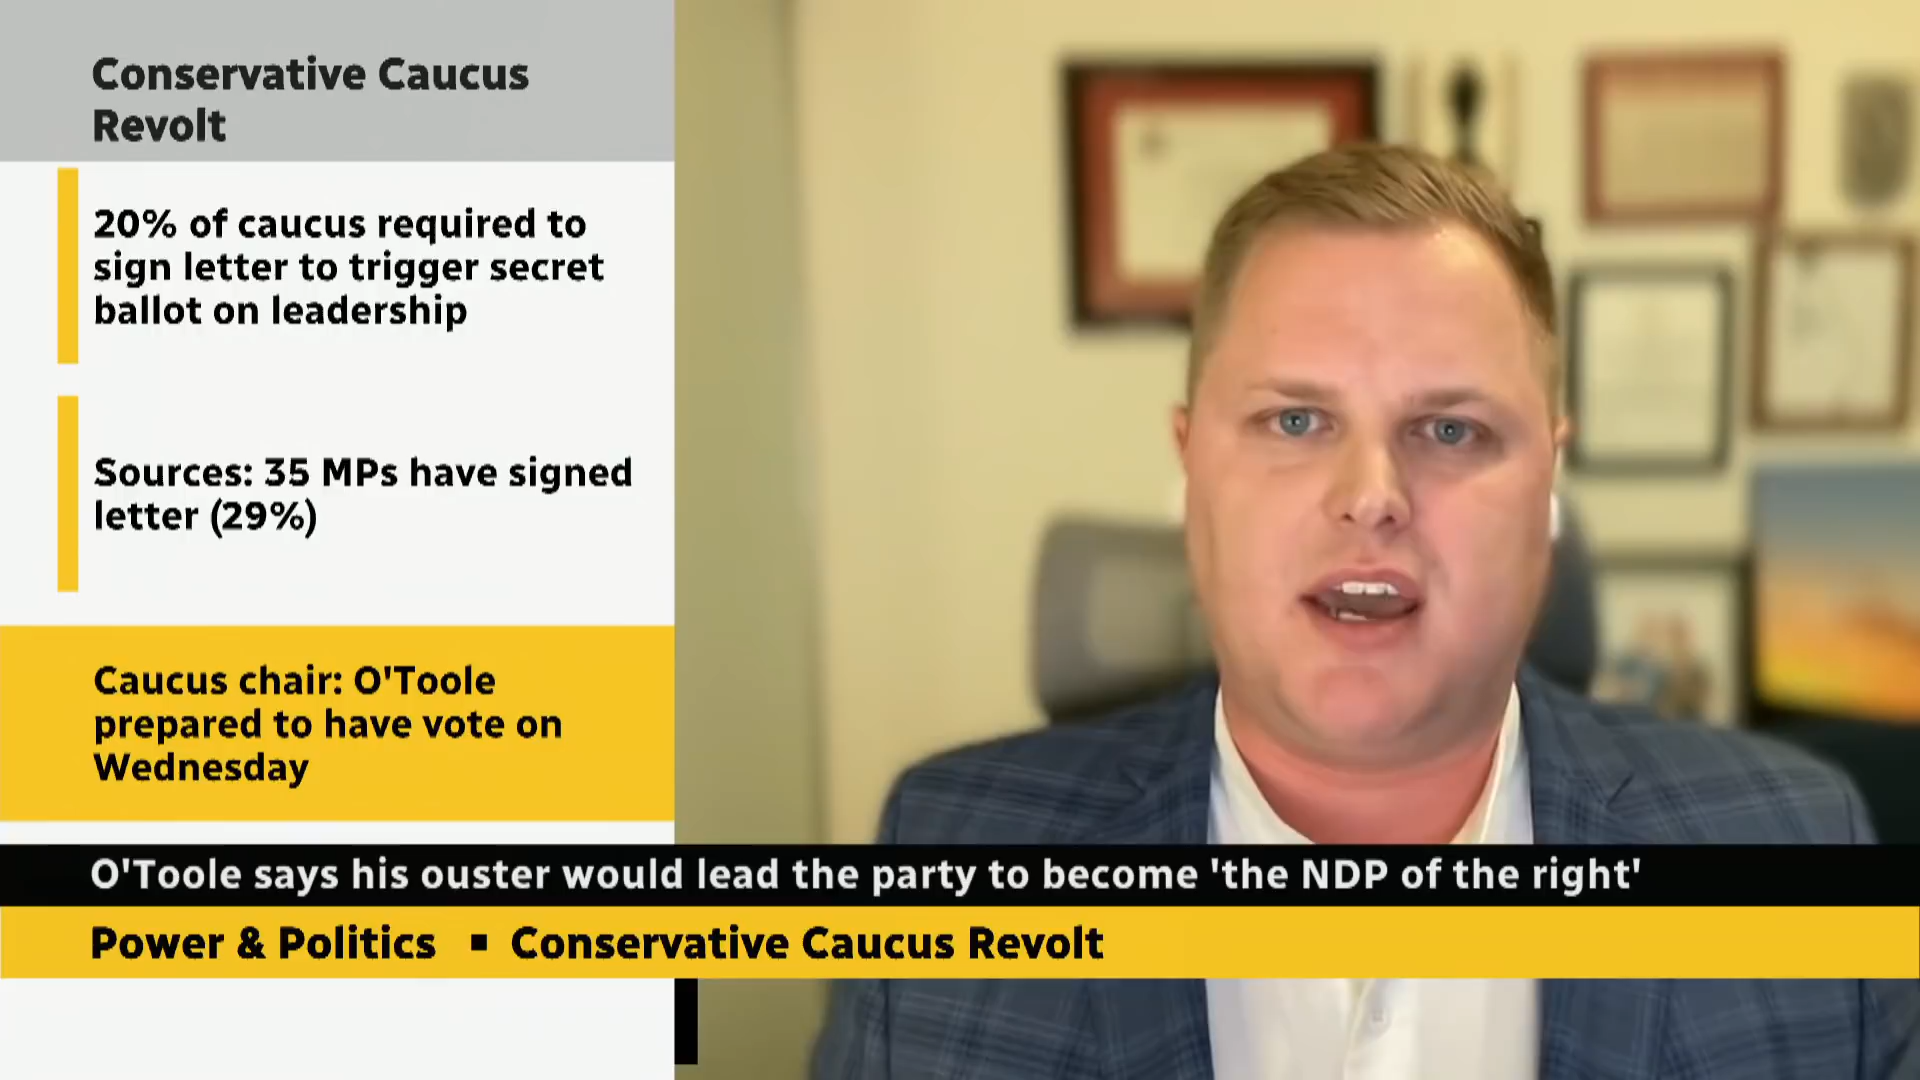 Conservative Caucus
Revolt
20% of caucus required to
sign letter to trigger secret
ballot on leadership
Sources: 35 MPs have signed
letter (29%)
Caucus chair: O'Toole
prepared to have vote on
Wednesday
O'Toole says his ouster would lead the party to become 'the NDP of the right'
Power & Politics ▪ Conservative Caucus Revolt